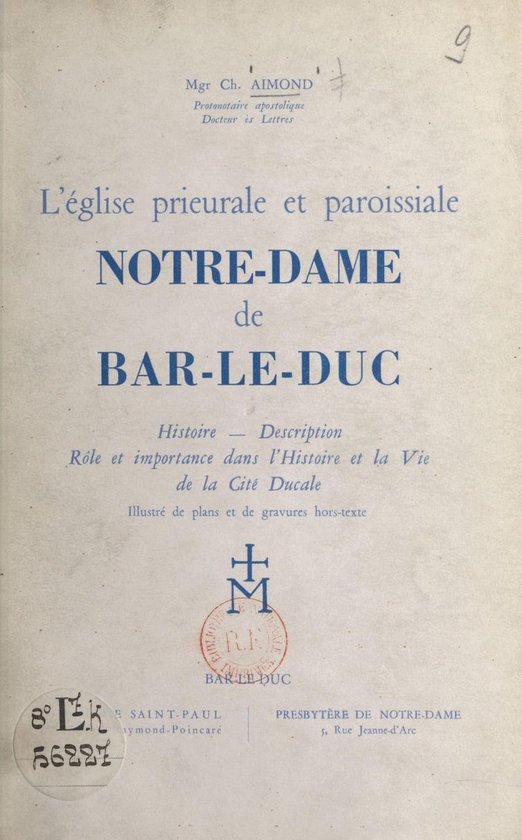 9
Mgr Ch. AIMOND
Protonotaire apostolique
Docteur ès Lettres
L'église prieurale et paroissiale
NOTRE-DAME
de
BAR-LE-DUC
Histoire — Description
Rôle et importance dans l'Histoire et la Vie
de la Cité Ducale
Illustré de plans et de gravures hors-texte
M
R.F.
BAR-LE-DUC
E SAINT-PAUL
aymond-Poincaré
PRESBYTÈRE DE NOTRE-DAME
5, Rue Jeanne-d'Arc
8° L7K
56227